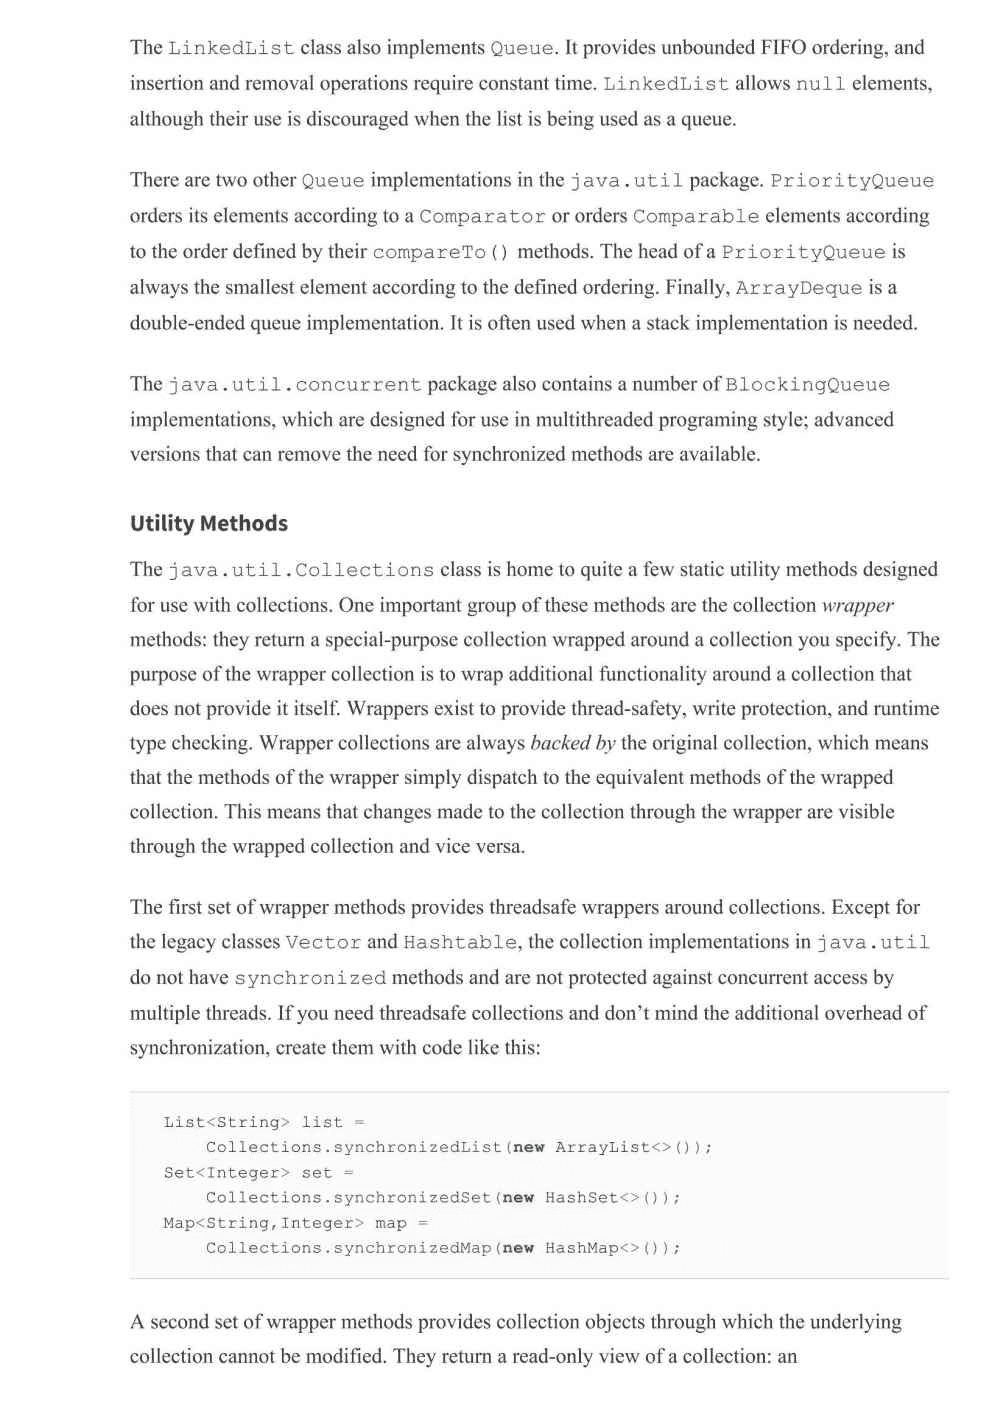 The LinkedList class also implements Queue. It provides unbounded FIFO ordering, and
insertion and removal operations require constant time. LinkedList allows null elements,
although their use is discouraged when the list is being used as a queue.
There are two other Queue implementations in the java.util package. PriorityQueue
orders its elements according to a Comparator or orders Comparable elements according
to the order defined by their compareTo() methods. The head of a PriorityQueue is
always the smallest element according to the defined ordering. Finally, ArrayDeque is a
double-ended queue implementation. It is often used when a stack implementation is needed.
The java.util.concurrent package also contains a number of BlockingQueue
implementations, which are designed for use in multithreaded programing style; advanced
versions that can remove the need for synchronized methods are available.
Utility Methods
The java.util.Collections class is home to quite a few static utility methods designed
for use with collections. One important group of these methods are the collection wrapper
methods: they return a special-purpose collection wrapped around a collection you specify. The
purpose of the wrapper collection is to wrap additional functionality around a collection that
does not provide it itself. Wrappers exist to provide thread-safety, write protection, and runtime
type checking. Wrapper collections are always backed by the original collection, which means
that the methods of the wrapper simply dispatch to the equivalent methods of the wrapped
collection. This means that changes made to the collection through the wrapper are visible
through the wrapped collection and vice versa.
The first set of wrapper methods provides threadsafe wrappers around collections. Except for
the legacy classes Vector and Hashtable, the collection implementations in java.util
do not have synchronized methods and are not protected against concurrent access by
multiple threads. If you need threadsafe collections and don’t mind the additional overhead of
synchronization, create them with code like this:
List<String> list =
    Collections.synchronizedList(new ArrayList<>());
Set<Integer> set =
    Collections.synchronizedSet(new HashSet<>());
Map<String,Integer> map =
    Collections.synchronizedMap(new HashMap<>());
A second set of wrapper methods provides collection objects through which the underlying
collection cannot be modified. They return a read-only view of a collection: an